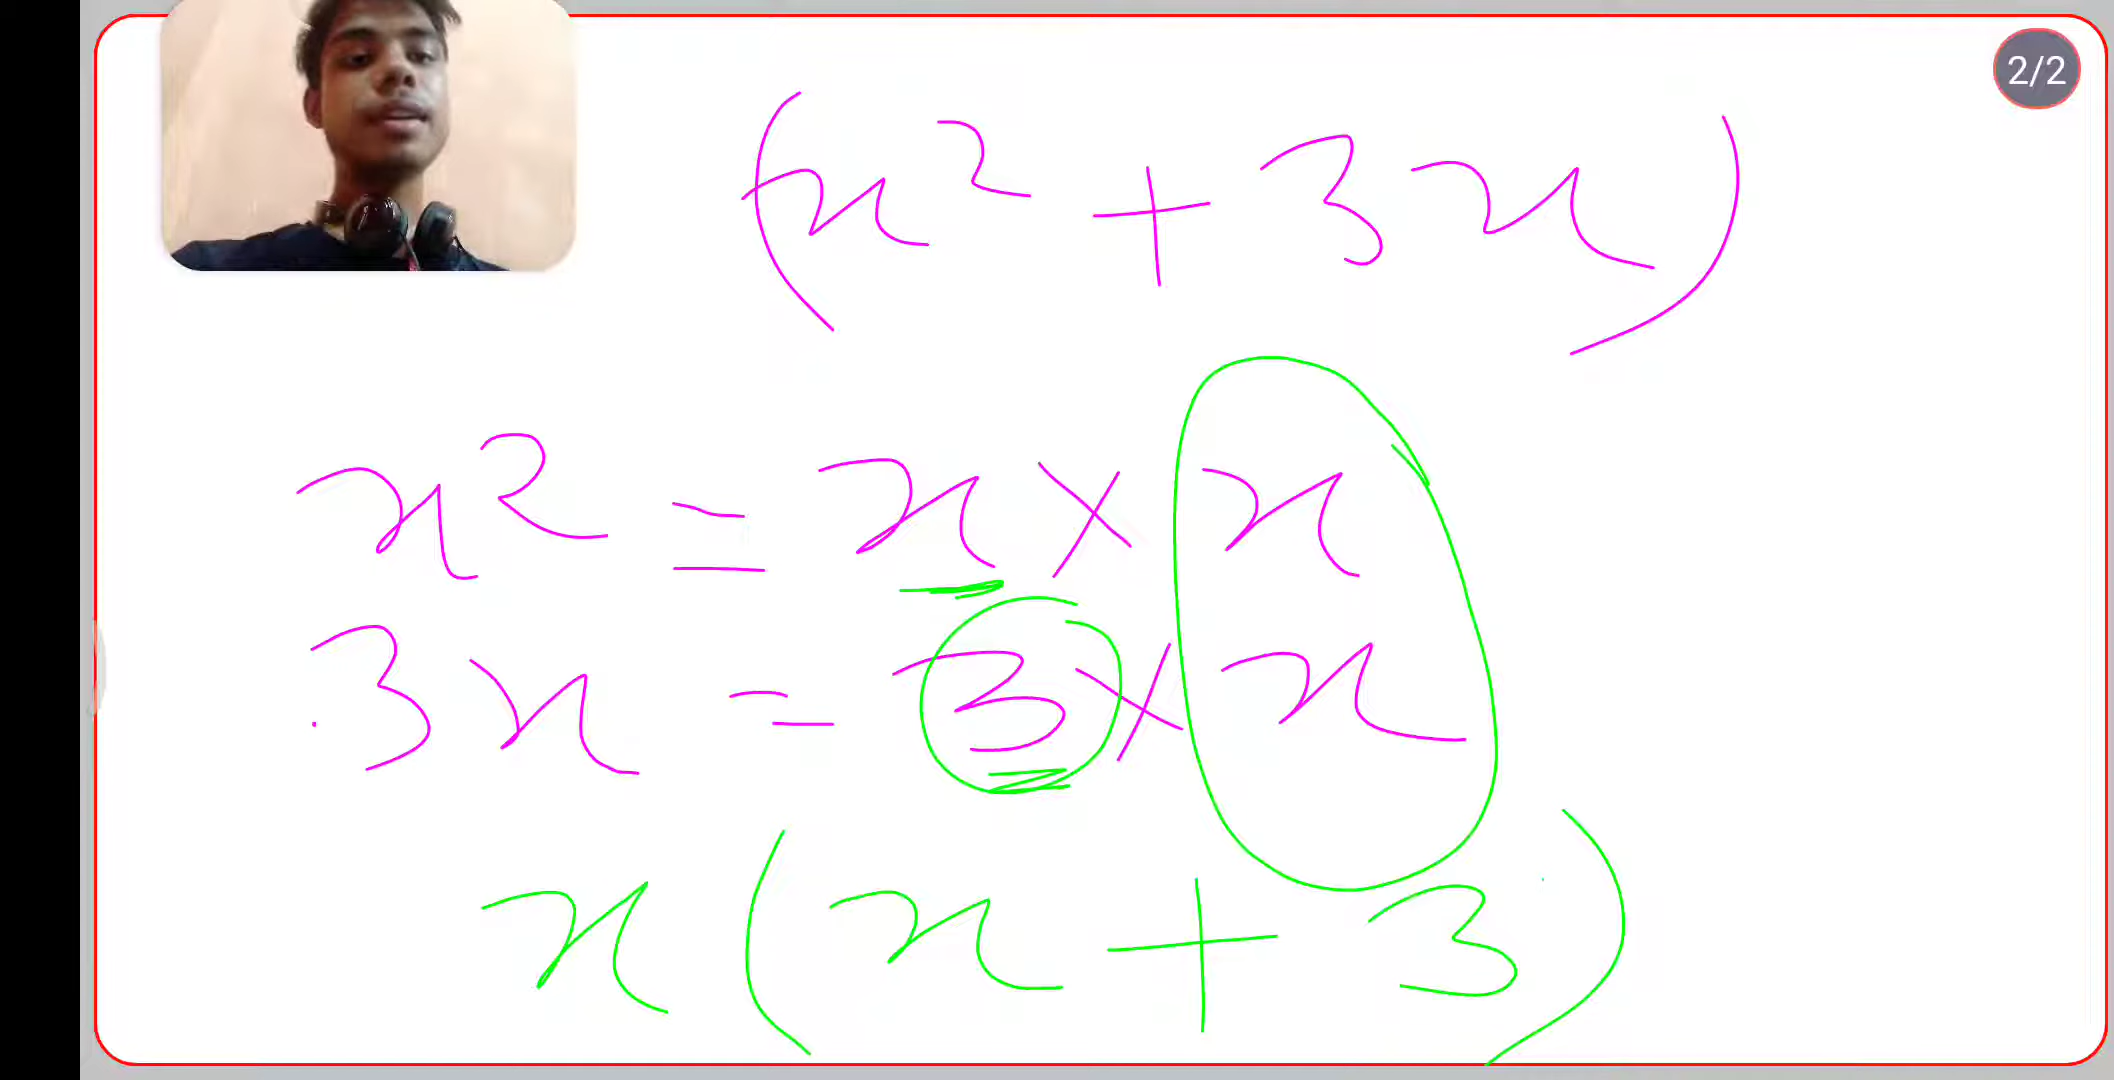 2/2
(x² + 3x)
x² = x × x
3x = 3 × x
x (x + 3)